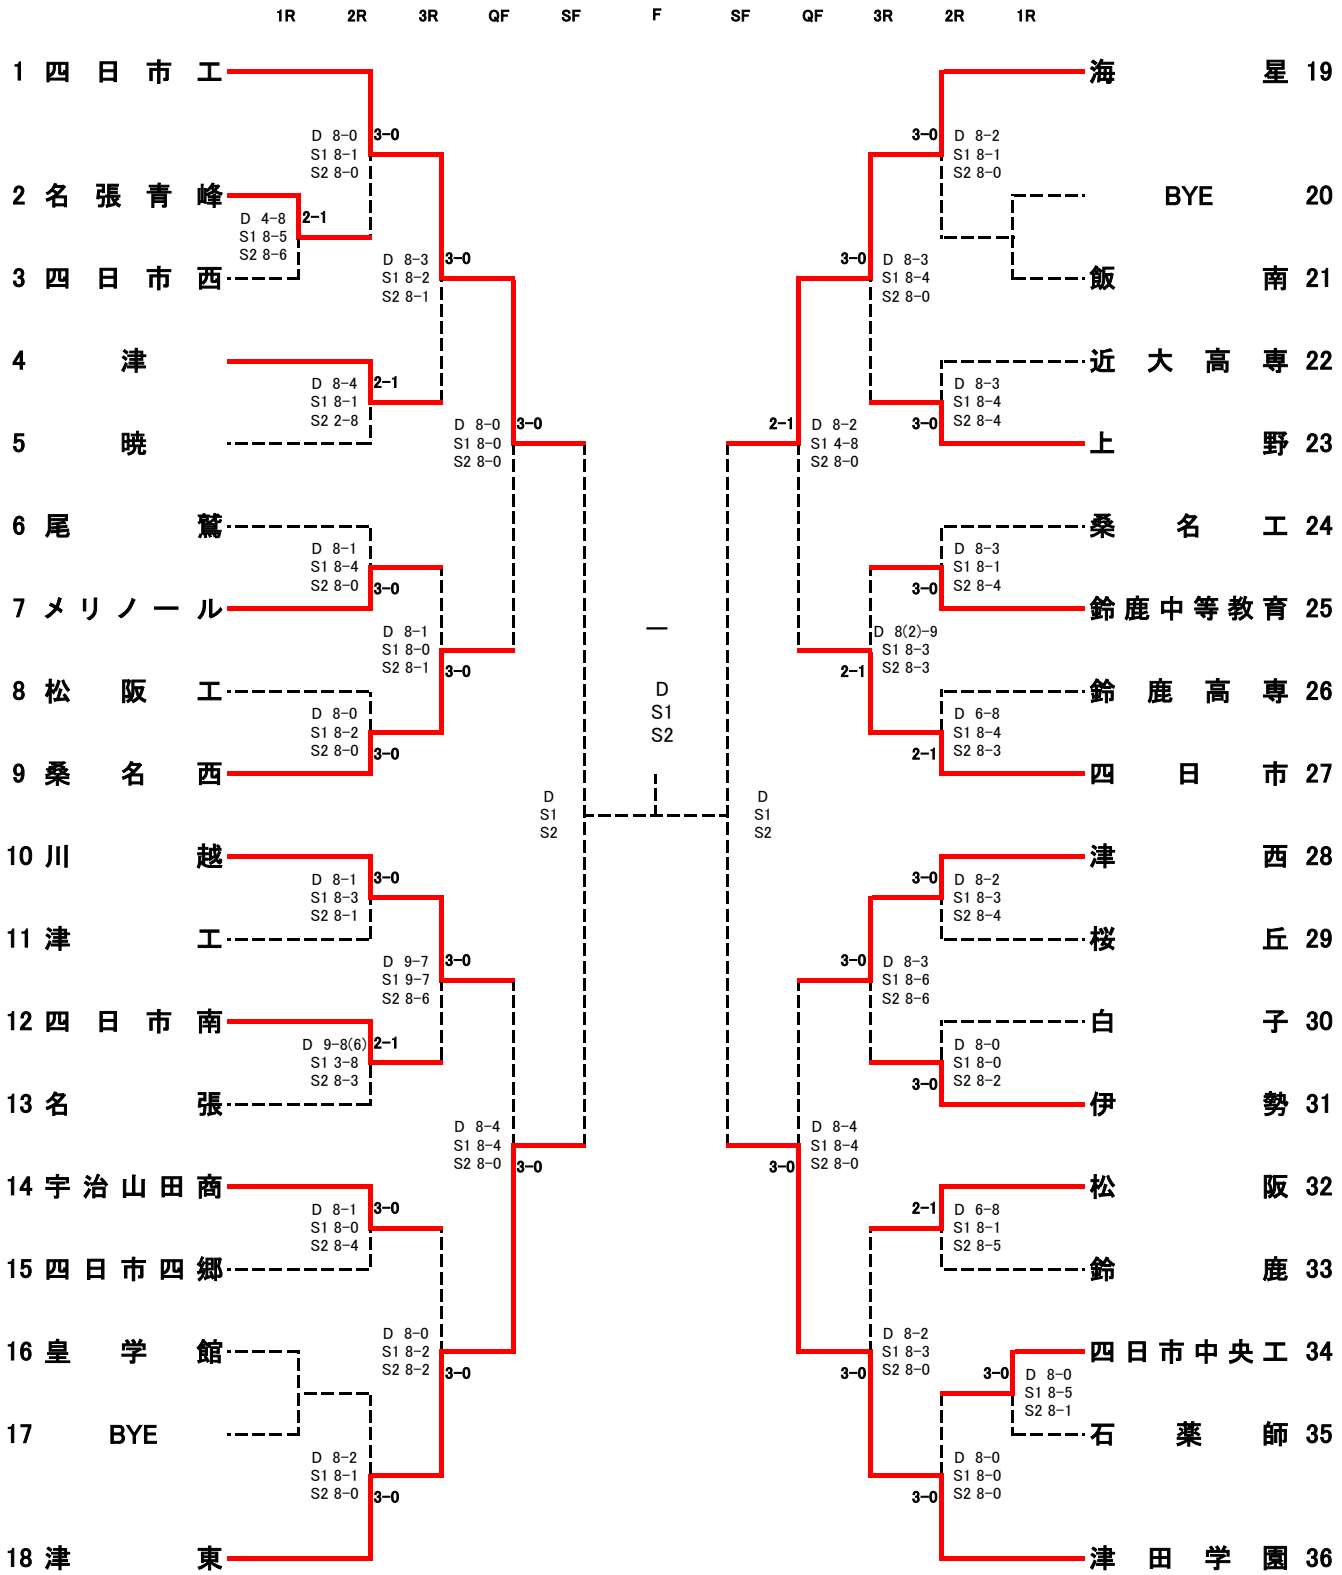 1R 2R 3R QF SF F SF QF 3R 2R 1R
1 四日市工
海星 19
D 8-0 3-0
S1 8-1
S2 8-0
3-0 D 8-2
S1 8-1
S2 8-0
2 名張青峰
BYE 20
D 4-8 2-1
S1 8-5
S2 8-6
3 四日市西
飯南 21
D 8-3 3-0
S1 8-2
S2 8-1
3-0 D 8-3
S1 8-4
S2 8-0
4 津
近大高専 22
D 8-4 2-1
S1 8-1
S2 2-8
D 8-3
S1 8-4
3-0 S2 8-4
5 暁
上野 23
D 8-0 3-0
S1 8-0
S2 8-0
2-1 D 8-2
S1 4-8
S2 8-0
6 尾鷲
桑名工 24
D 8-1
S1 8-4
S2 8-0 3-0
D 8-3
S1 8-1
3-0 S2 8-4
7 メリノール
鈴鹿中等教育 25
D 8-1
S1 8-0
S2 8-1 3-0
D 8(2)-9
S1 8-3
2-1 S2 8-3
8 松阪工
鈴鹿高専 26
D 8-0
S1 8-2
S2 8-0 3-0
D 6-8
S1 8-4
2-1 S2 8-3
9 桑名西
四日市 27
—
D
S1
S2
D
S1
S2
D
S1
S2
10 川越
津西 28
D 8-1 3-0
S1 8-3
S2 8-1
3-0 D 8-2
S1 8-3
S2 8-4
11 津工
桜丘 29
D 9-7 3-0
S1 9-7
S2 8-6
3-0 D 8-3
S1 8-6
S2 8-6
12 四日市南
白子 30
D 9-8(6) 2-1
S1 3-8
S2 8-3
D 8-0
S1 8-0
3-0 S2 8-2
13 名張
伊勢 31
D 8-4
S1 8-4
S2 8-0 3-0
D 8-4
S1 8-4
3-0 S2 8-0
14 宇治山田商
松阪 32
D 8-1 3-0
S1 8-0
S2 8-4
2-1 D 6-8
S1 8-1
S2 8-5
15 四日市四郷
鈴鹿 33
D 8-0
S1 8-2
S2 8-2 3-0
D 8-2
S1 8-3
3-0 S2 8-0
16 皇学館
四日市中央工 34
3-0 D 8-0
S1 8-5
S2 8-1
17 BYE
石薬師 35
D 8-2
S1 8-1
S2 8-0 3-0
D 8-0
S1 8-0
3-0 S2 8-0
18 津東
津田学園 36